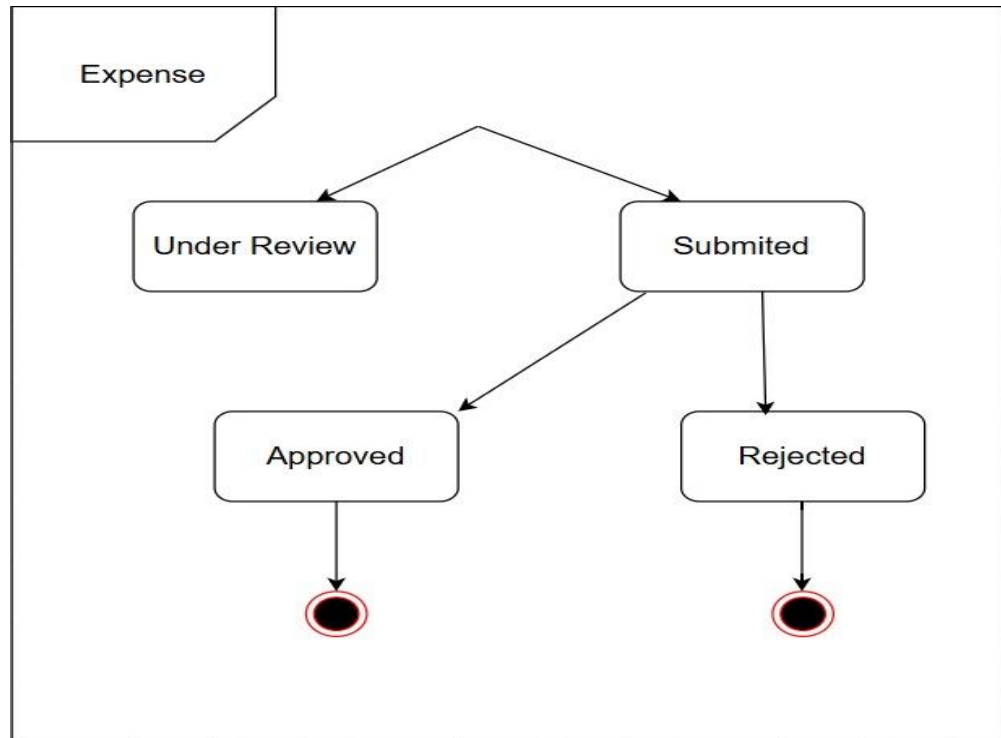 Expense
Under Review
Submited
Approved
Rejected